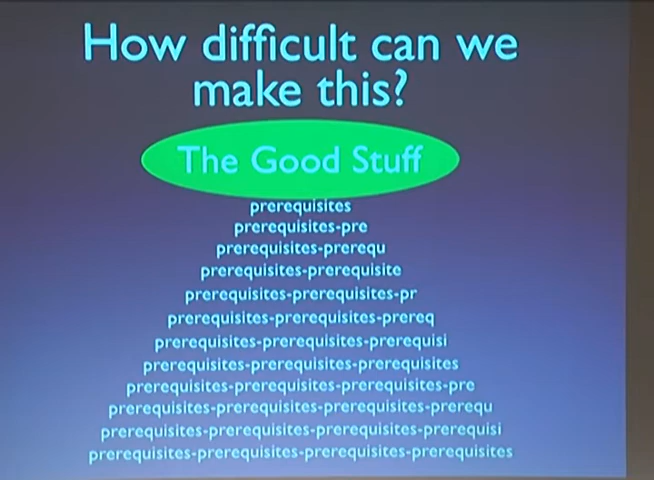 How difficult can we
make this?
The Good Stuff
prerequisites
prerequisites-pre
prerequisites-prerequ
prerequisites-prerequisite
prerequisites-prerequisites-pr
prerequisites-prerequisites-prereq
prerequisites-prerequisites-prerequisi
prerequisites-prerequisites-prerequisites
prerequisites-prerequisites-prerequisites-pre
prerequisites-prerequisites-prerequisites-prerequ
prerequisites-prerequisites-prerequisites-prerequisi
prerequisites-prerequisites-prerequisites-prerequisites